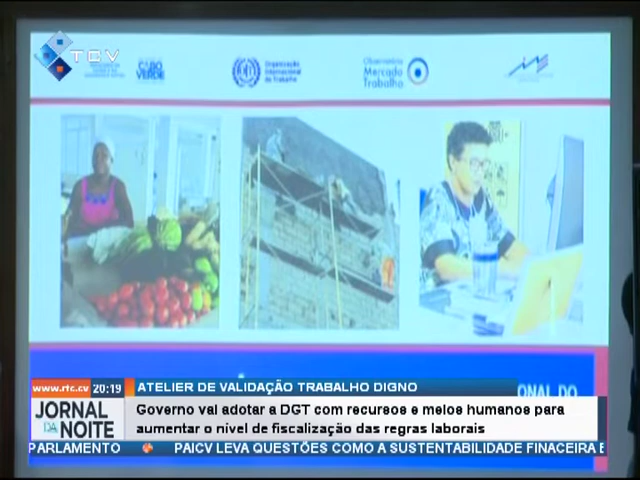 TCV
CABO
VERDE
Organização
Internacional
do Trabalho
Observatório
Mercado
Trabalho
ONAL DO
www.rtc.cv 20:19 ATELIER DE VALIDAÇÃO TRABALHO DIGNO
JORNAL
DA
NOITE
Governo vai adotar a DGT com recursos e meios humanos para
aumentar o nível de fiscalização das regras laborais
PARLAMENTO PAICV LEVA QUESTÕES COMO A SUSTENTABILIDADE FINACEIRA E